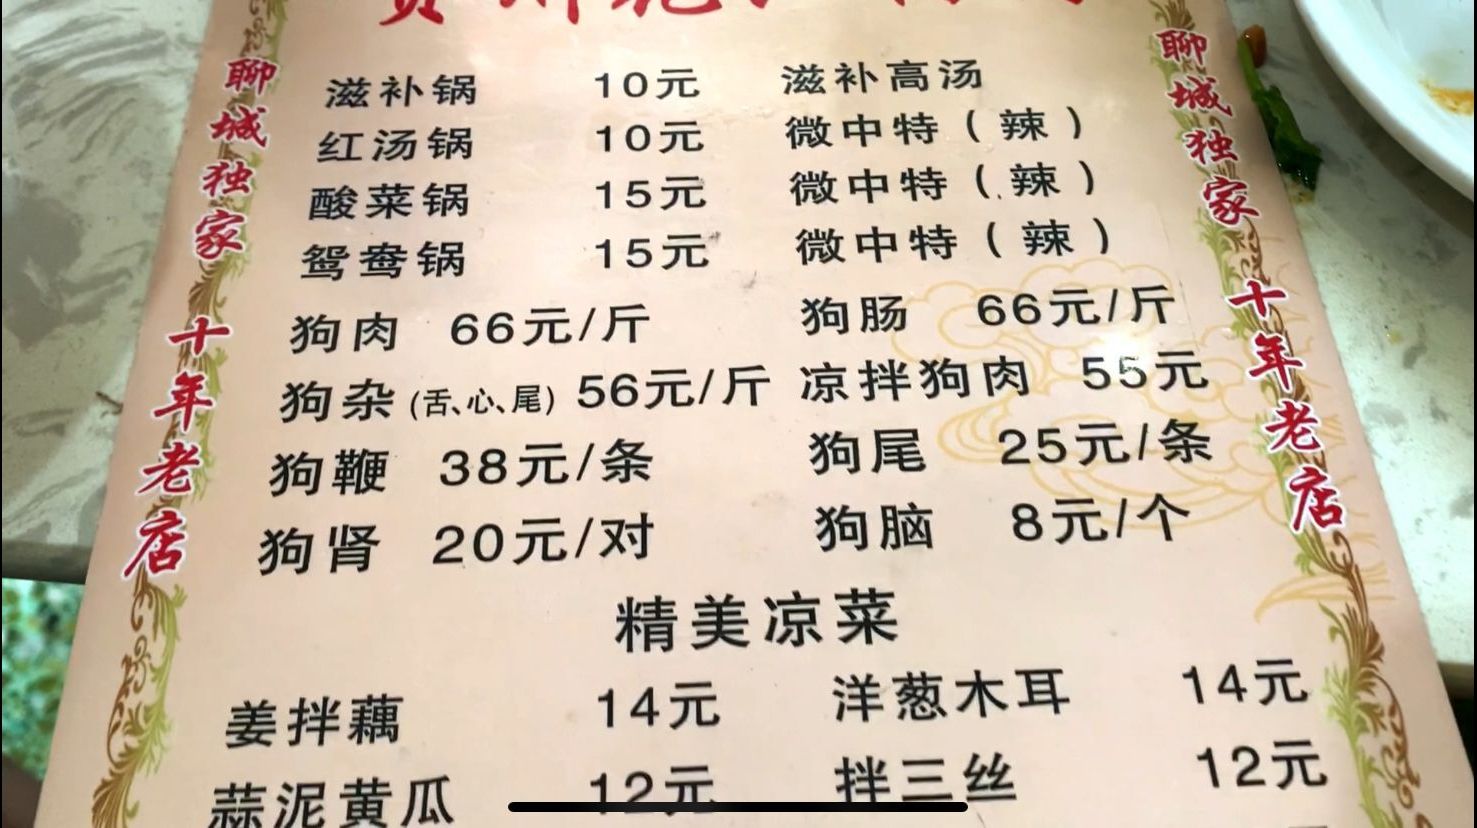 聊城独家 十年老店
滋补锅 10元 滋补高汤
红汤锅 10元 微中特(辣)
酸菜锅 15元 微中特(辣)
鸳鸯锅 15元 微中特(辣)
狗肉 66元/斤 狗肠 66元/斤
狗杂(舌、心、尾) 56元/斤 凉拌狗肉 55元
狗鞭 38元/条 狗尾 25元/条
狗肾 20元/对 狗脑 8元/个
精美凉菜
姜拌藕 14元 洋葱木耳 14元
蒜泥黄瓜 12元 拌三丝 12元
聊城独家 十年老店